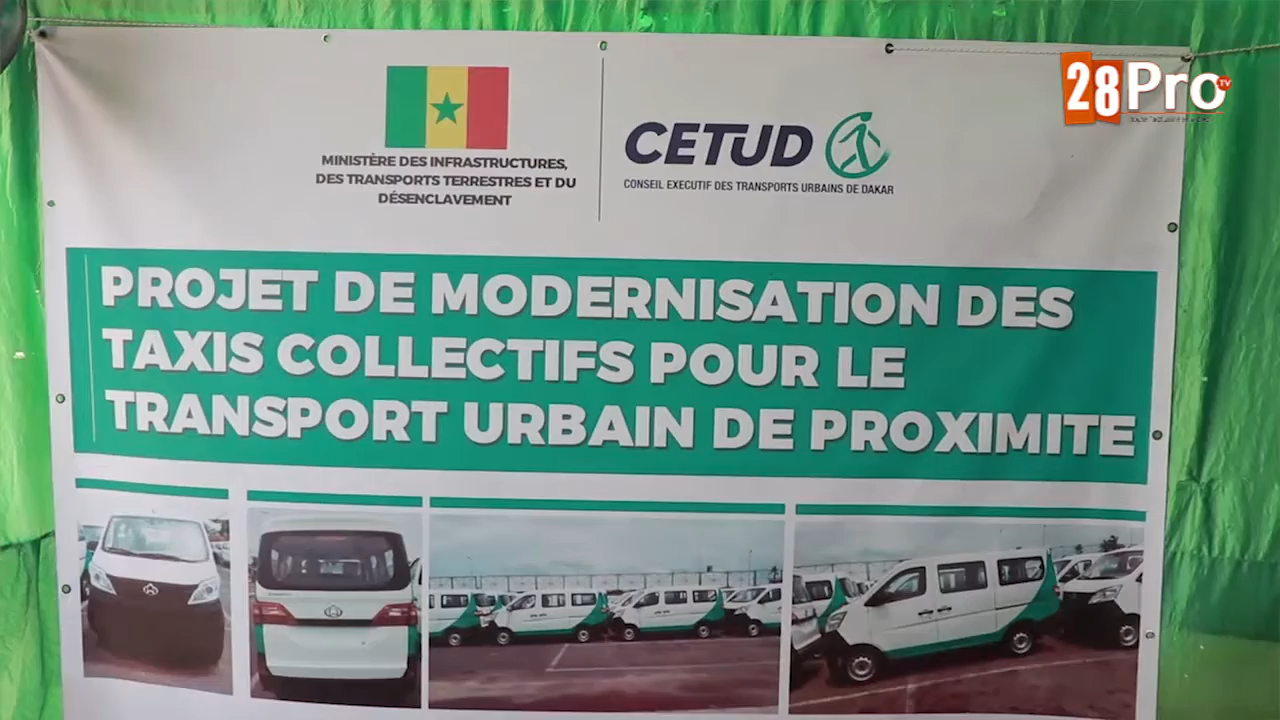 28Pro TV
MINISTÈRE DES INFRASTRUCTURES,
DES TRANSPORTS TERRESTRES ET DU
DÉSENCLAVEMENT
CETUD
CONSEIL EXECUTIF DES TRANSPORTS URBAINS DE DAKAR
PROJET DE MODERNISATION DES
TAXIS COLLECTIFS POUR LE
TRANSPORT URBAIN DE PROXIMITE